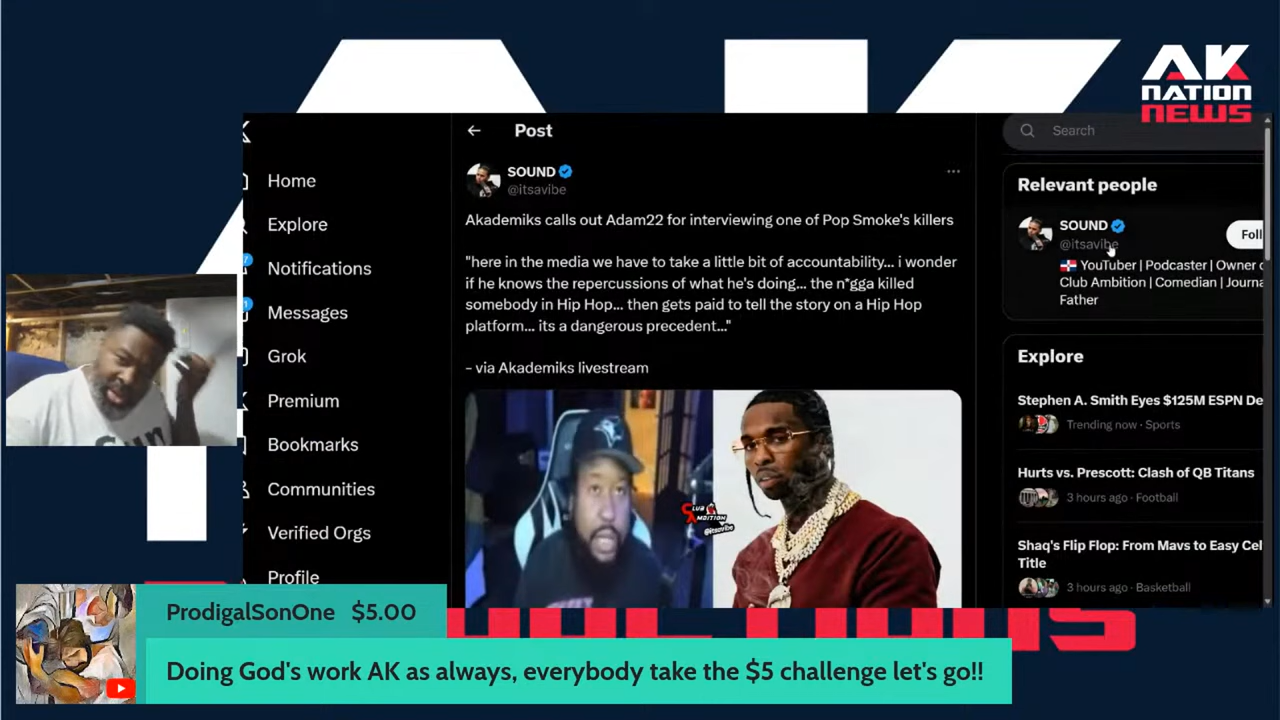 AK
NATION
NEWS
Post
Search
SOUND
@itsavibe
Akademiks calls out Adam22 for interviewing one of Pop Smoke's killers
"here in the media we have to take a little bit of accountability... i wonder
if he knows the repercussions of what he's doing... the n*gga killed
somebody in Hip Hop... then gets paid to tell the story on a Hip Hop
platform... its a dangerous precedent..."
– via Akademiks livestream
CLUB
AMBITION
@itsavibe
Home
Explore
Notifications
7
Messages
1
Grok
Premium
Bookmarks
Communities
Verified Orgs
Profile
Relevant people
SOUND
@itsavibe
Foll
YouTuber | Podcaster | Owner o
Club Ambition | Comedian | Journa
Father
Explore
Stephen A. Smith Eyes $125M ESPN De
Trending now · Sports
Hurts vs. Prescott: Clash of QB Titans
3 hours ago · Football
Shaq's Flip Flop: From Mavs to Easy Cel
Title
3 hours ago · Basketball
ProdigalSonOne $5.00
Doing God's work AK as always, everybody take the $5 challenge let's go!!